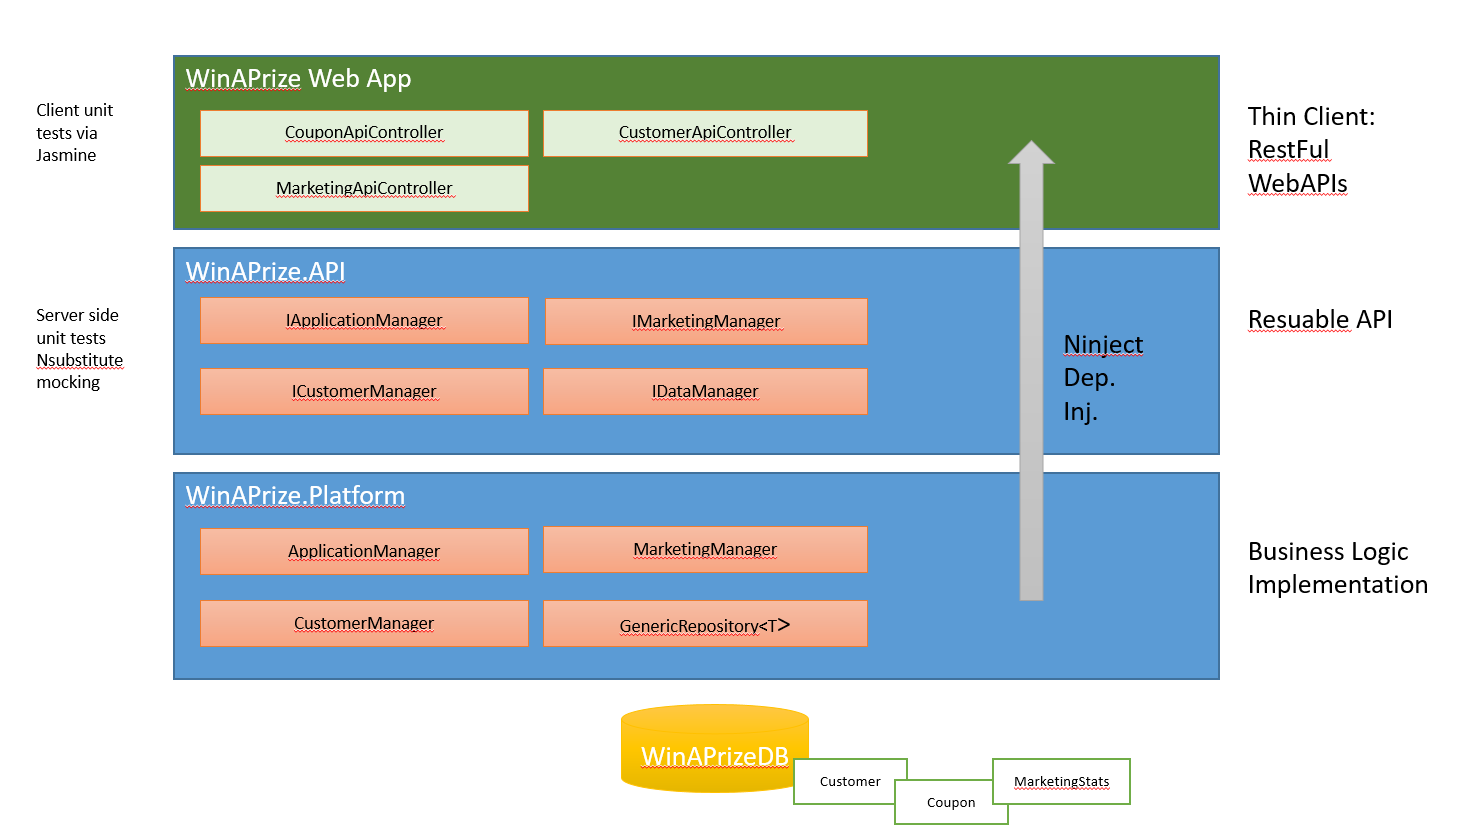 WinAPrize Web App
Client unit
tests via
Jasmine
CouponApiController
CustomerApiController
MarketingApiController
Thin Client:
RestFul
WebAPIs
WinAPrize.API
Server side
unit tests
Nsubstitute
mocking
IApplicationManager
IMarketingManager
ICustomerManager
IDataManager
Ninject
Dep.
Inj.
Resuable API
WinAPrize.Platform
ApplicationManager
MarketingManager
CustomerManager
GenericRepository<T>
Business Logic
Implementation
WinAPrizeDB
Customer
Coupon
MarketingStats